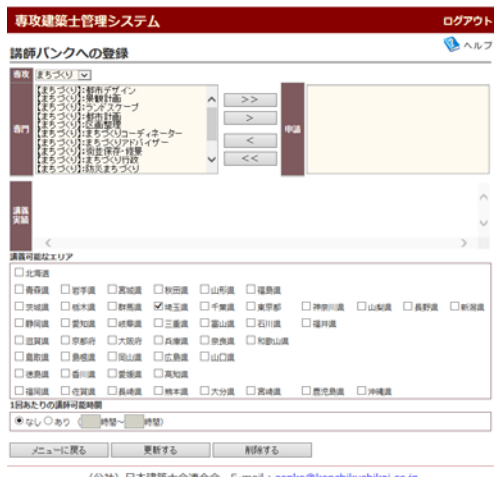 専攻建築士管理システム
ログアウト
講師バンクへの登録
ヘルプ
専攻 まちづくり
専門
【まちづくり】:都市デザイン
【まちづくり】:景観計画
【まちづくり】:ランドスケープ
【まちづくり】:都市計画
【まちづくり】:区画整理
【まちづくり】:まちづくりコーディネーター
【まちづくり】:まちづくりアドバイザー
【まちづくり】:街並保存・修景
【まちづくり】:まちづくり行政
【まちづくり】:防災まちづくり
>>
>
<
<<
申請
講義実績
講義可能なエリア
北海道
青森県 岩手県 宮城県 秋田県 山形県 福島県
茨城県 栃木県 群馬県 埼玉県 千葉県 東京都 神奈川県 山梨県 長野県 新潟県
静岡県 愛知県 岐阜県 三重県 富山県 石川県 福井県
滋賀県 京都府 大阪府 兵庫県 奈良県 和歌山県
鳥取県 島根県 岡山県 広島県 山口県
徳島県 香川県 愛媛県 高知県
福岡県 佐賀県 長崎県 熊本県 大分県 宮崎県 鹿児島県 沖縄県
1回あたりの講師可能時間
なし あり ( 時間~ 時間)
メニューに戻る 更新する 削除する